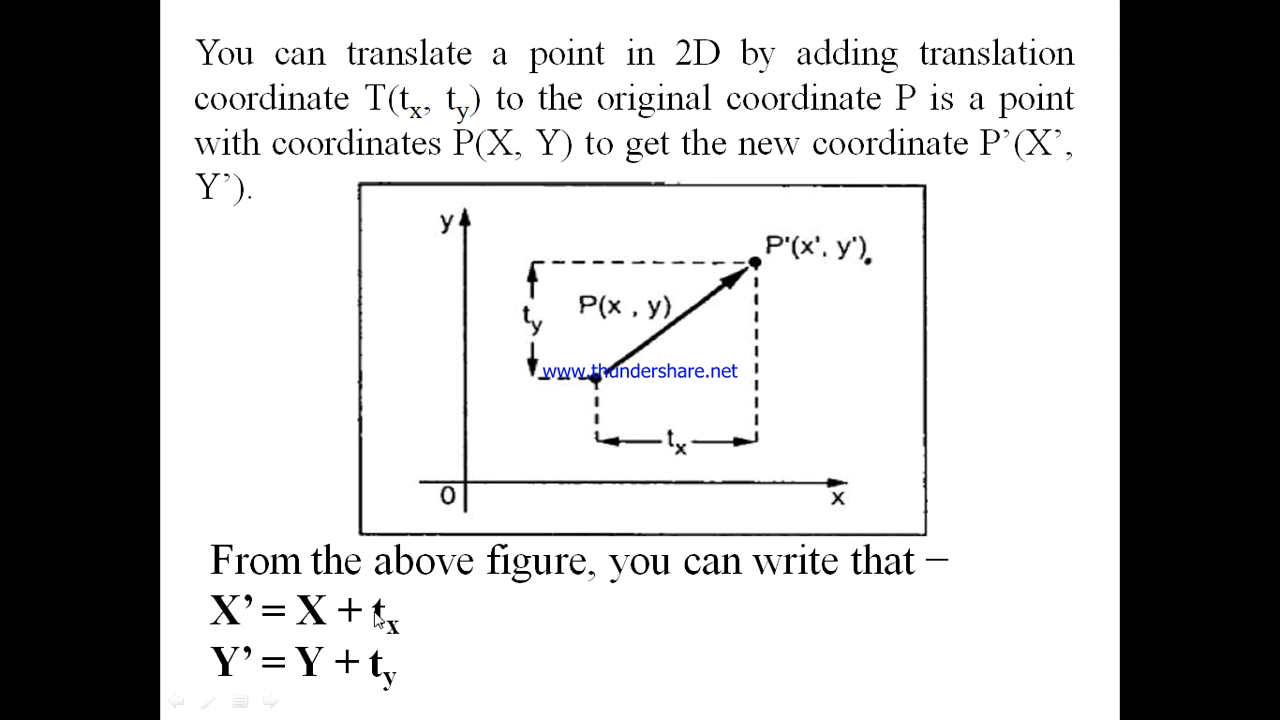 You can translate a point in 2D by adding translation
coordinate T(tx, ty) to the original coordinate P is a point
with coordinates P(X, Y) to get the new coordinate P’(X’,
Y’).
y
P'(x', y')
P(x , y)
ty
www.thundershare.net
tx
0
x
From the above figure, you can write that –
X’ = X + tx
Y’ = Y + ty